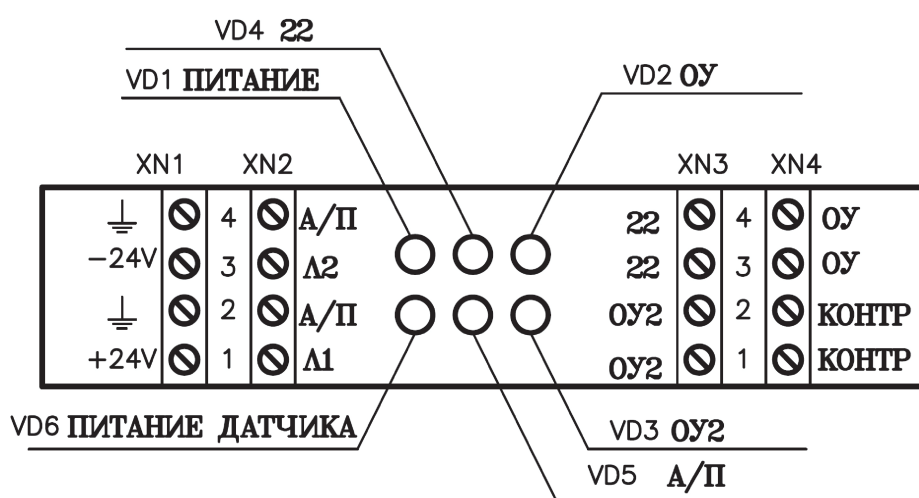 VD4 22
VD1 ПИТАНИЕ
VD2 ОУ
XN1 XN2 XN3 XN4
4 А/П 22 4 ОУ
-24V 3 Л2 22 3 ОУ
2 А/П ОУ2 2 КОНТР
+24V 1 Л1 ОУ2 1 КОНТР
VD6 ПИТАНИЕ ДАТЧИКА
VD3 ОУ2
VD5 А/П